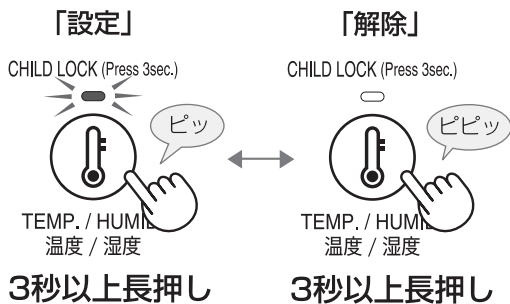 「設定」
CHILD LOCK (Press 3sec.)
ピッ
TEMP. / HUMI
温度 / 湿度
3秒以上長押し
「解除」
CHILD LOCK (Press 3sec.)
ピピッ
TEMP. / HUMI
温度 / 湿度
3秒以上長押し